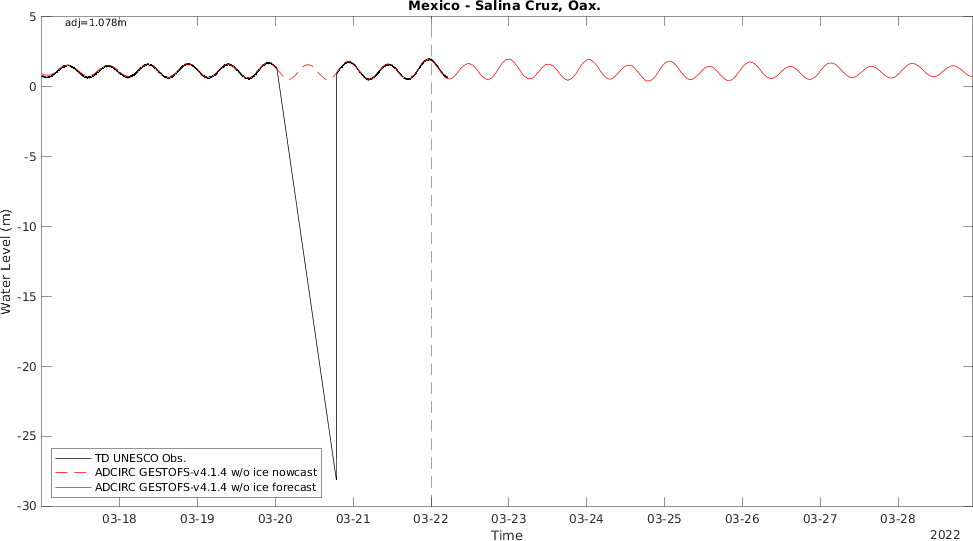 Mexico - Salina Cruz, Oax.
adj=1.078m
5
0
-5
-10
-15
-20
-25
-30
Water Level (m)
TD UNESCO Obs.
ADCIRC GESTOFS-v4.1.4 w/o ice nowcast
ADCIRC GESTOFS-v4.1.4 w/o ice forecast
03-18 03-19 03-20 03-21 03-22 03-23 03-24 03-25 03-26 03-27 03-28
Time
2022